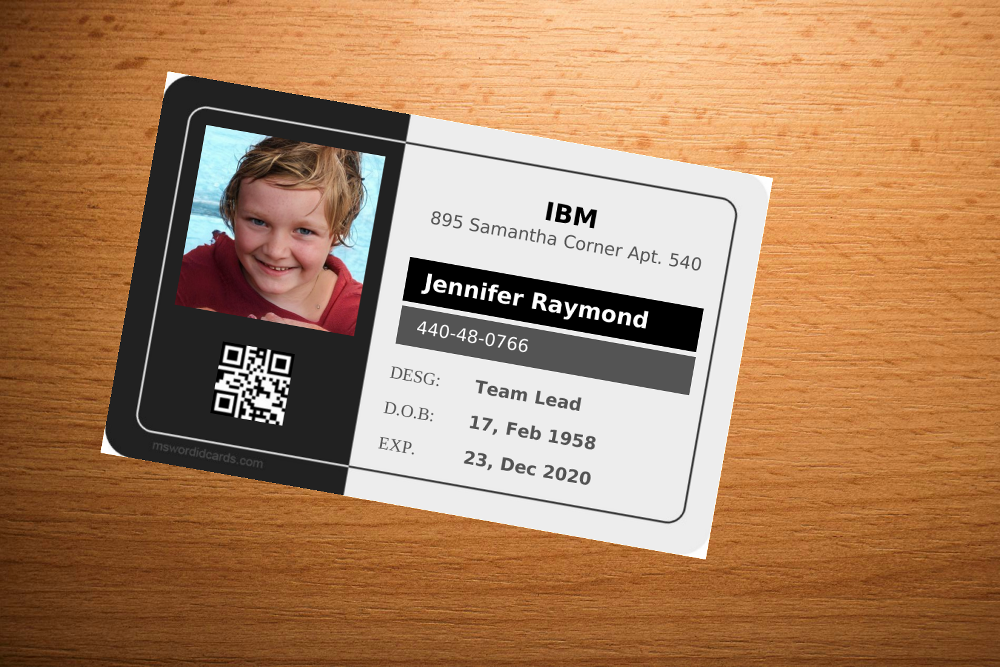 IBM
895 Samantha Corner Apt. 540
Jennifer Raymond
440-48-0766
DESG: Team Lead
D.O.B: 17, Feb 1958
EXP. 23, Dec 2020
mswordidcards.com